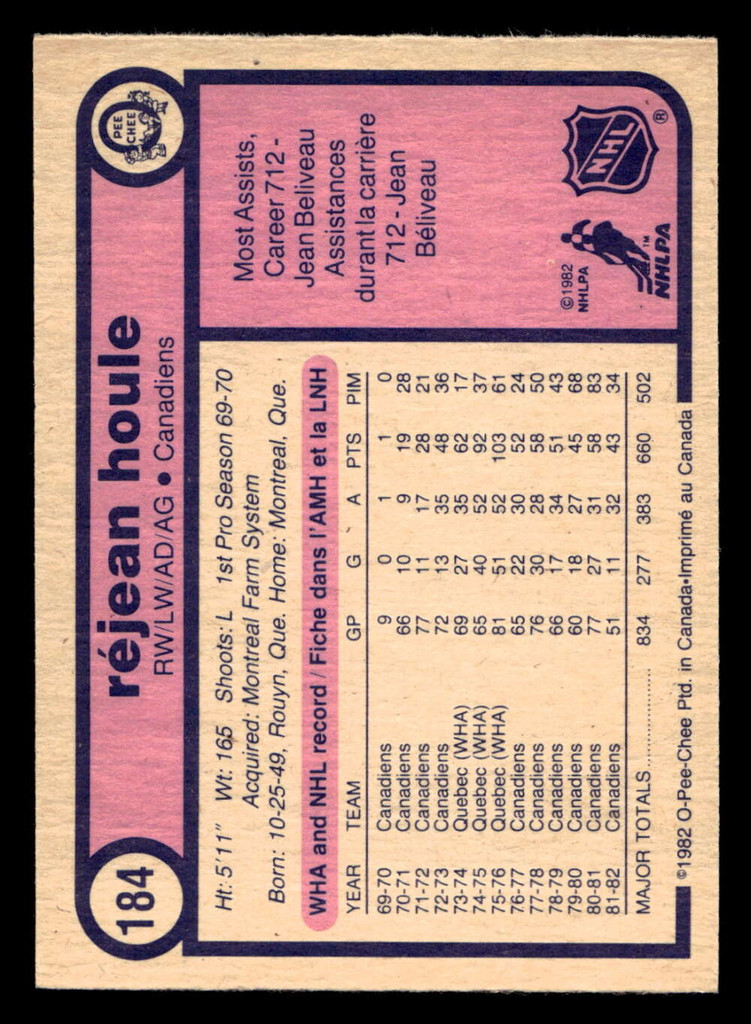 184
réjean houle
RW/LW/AD/AG • Canadiens
O
PEE
CHEE
Ht: 5'11" Wt: 165 Shoots: L 1st Pro Season 69-70
Acquired: Montreal Farm System
Born: 10-25-49, Rouyn, Que. Home: Montreal, Que.
WHA and NHL record / Fiche dans l'AMH et la LNH
YEAR TEAM GP G A PTS PIM
69-70 Canadiens 9 0 1 1 0
70-71 Canadiens 66 10 9 19 28
71-72 Canadiens 77 11 17 28 21
72-73 Canadiens 72 13 35 48 36
73-74 Quebec (WHA) 69 27 35 62 17
74-75 Quebec (WHA) 65 40 52 92 37
75-76 Quebec (WHA) 81 51 52 103 61
76-77 Canadiens 65 22 30 52 24
77-78 Canadiens 76 30 28 58 50
78-79 Canadiens 66 17 34 51 43
79-80 Canadiens 60 18 27 45 68
80-81 Canadiens 77 27 31 58 83
81-82 Canadiens 51 11 32 43 34
MAJOR TOTALS.................... 834 277 383 660 502
Most Assists,
Career 712 -
Jean Beliveau
Assistances
durant la carrière
712 - Jean
Béliveau
©1982
NHLPA
NHLPA
™
NHL
®
©1982 O-Pee-Chee Ptd. in Canada•Imprimé au Canada